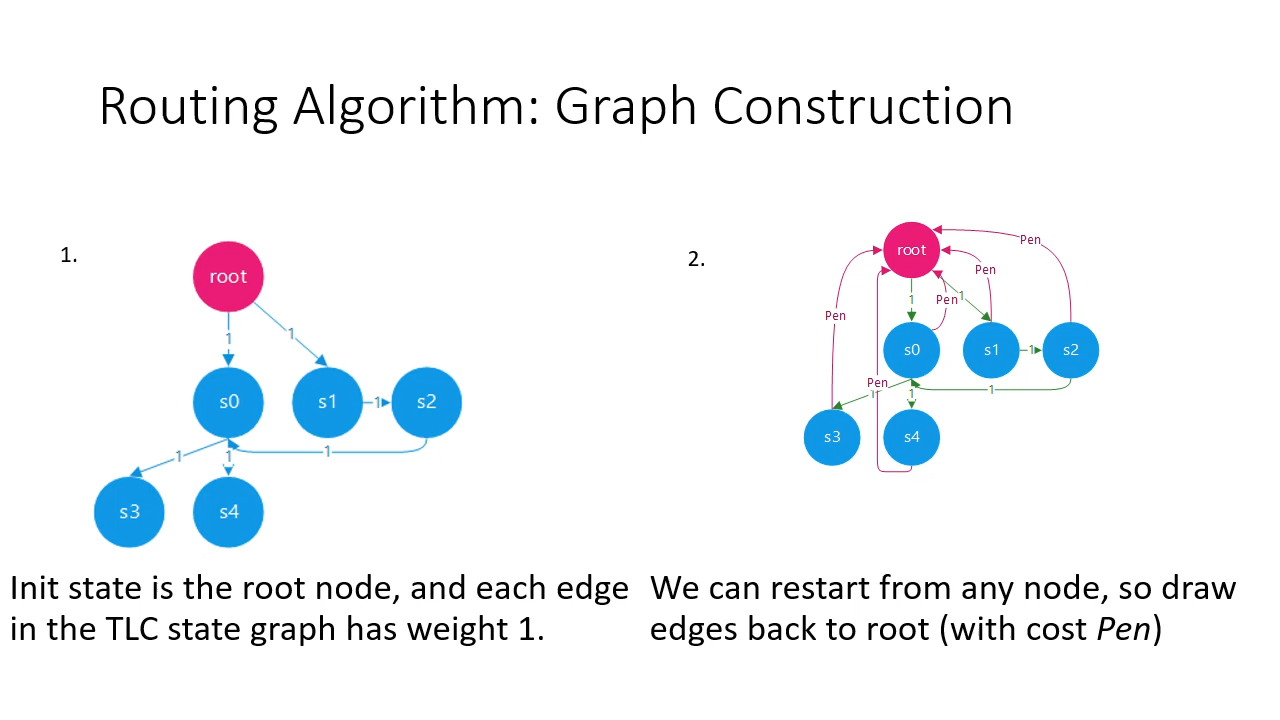 Routing Algorithm: Graph Construction
1.
root
1
1
s0
s1
1
s2
1
1
1
s3
s4
Init state is the root node, and each edge
in the TLC state graph has weight 1.
2.
root
Pen
Pen
1
Pen
1
Pen
s0
s1
1
s2
Pen
1
1
1
s3
s4
We can restart from any node, so draw
edges back to root (with cost Pen)